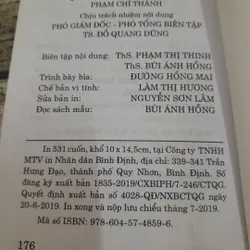 PHẠM CHÍ THÀNH
Chịu trách nhiệm nội dung
PHÓ GIÁM ĐỐC - PHÓ TỔNG BIÊN TẬP
TS. ĐỖ QUANG DŨNG
Biên tập nội dung: ThS. PHẠM THỊ THINH
ThS. BÙI ÁNH HỒNG
Trình bày bìa: ĐƯỜNG HỒNG MAI
Chế bản vi tính: LÂM THỊ HƯƠNG
Sửa bản in: NGUYỄN SƠN LÂM
Đọc sách mẫu: BÙI ÁNH HỒNG
In 531 cuốn, khổ 10 x 14,5cm, tại Công ty TNHH
MTV in Nhân dân Bình Định, địa chỉ: 339-341 Trần
Hưng Đạo, thành phố Quy Nhơn, Bình Định. Số
đăng ký xuất bản 1835-2019/CXBIPH/7-246/CTQG.
Quyết định xuất bản số 4028-QĐ/NXBCTQG ngày
20-6-2019. In xong và nộp lưu chiểu tháng 7-2019.
Mã số ISBN: 978-604-57-4859-6.
176